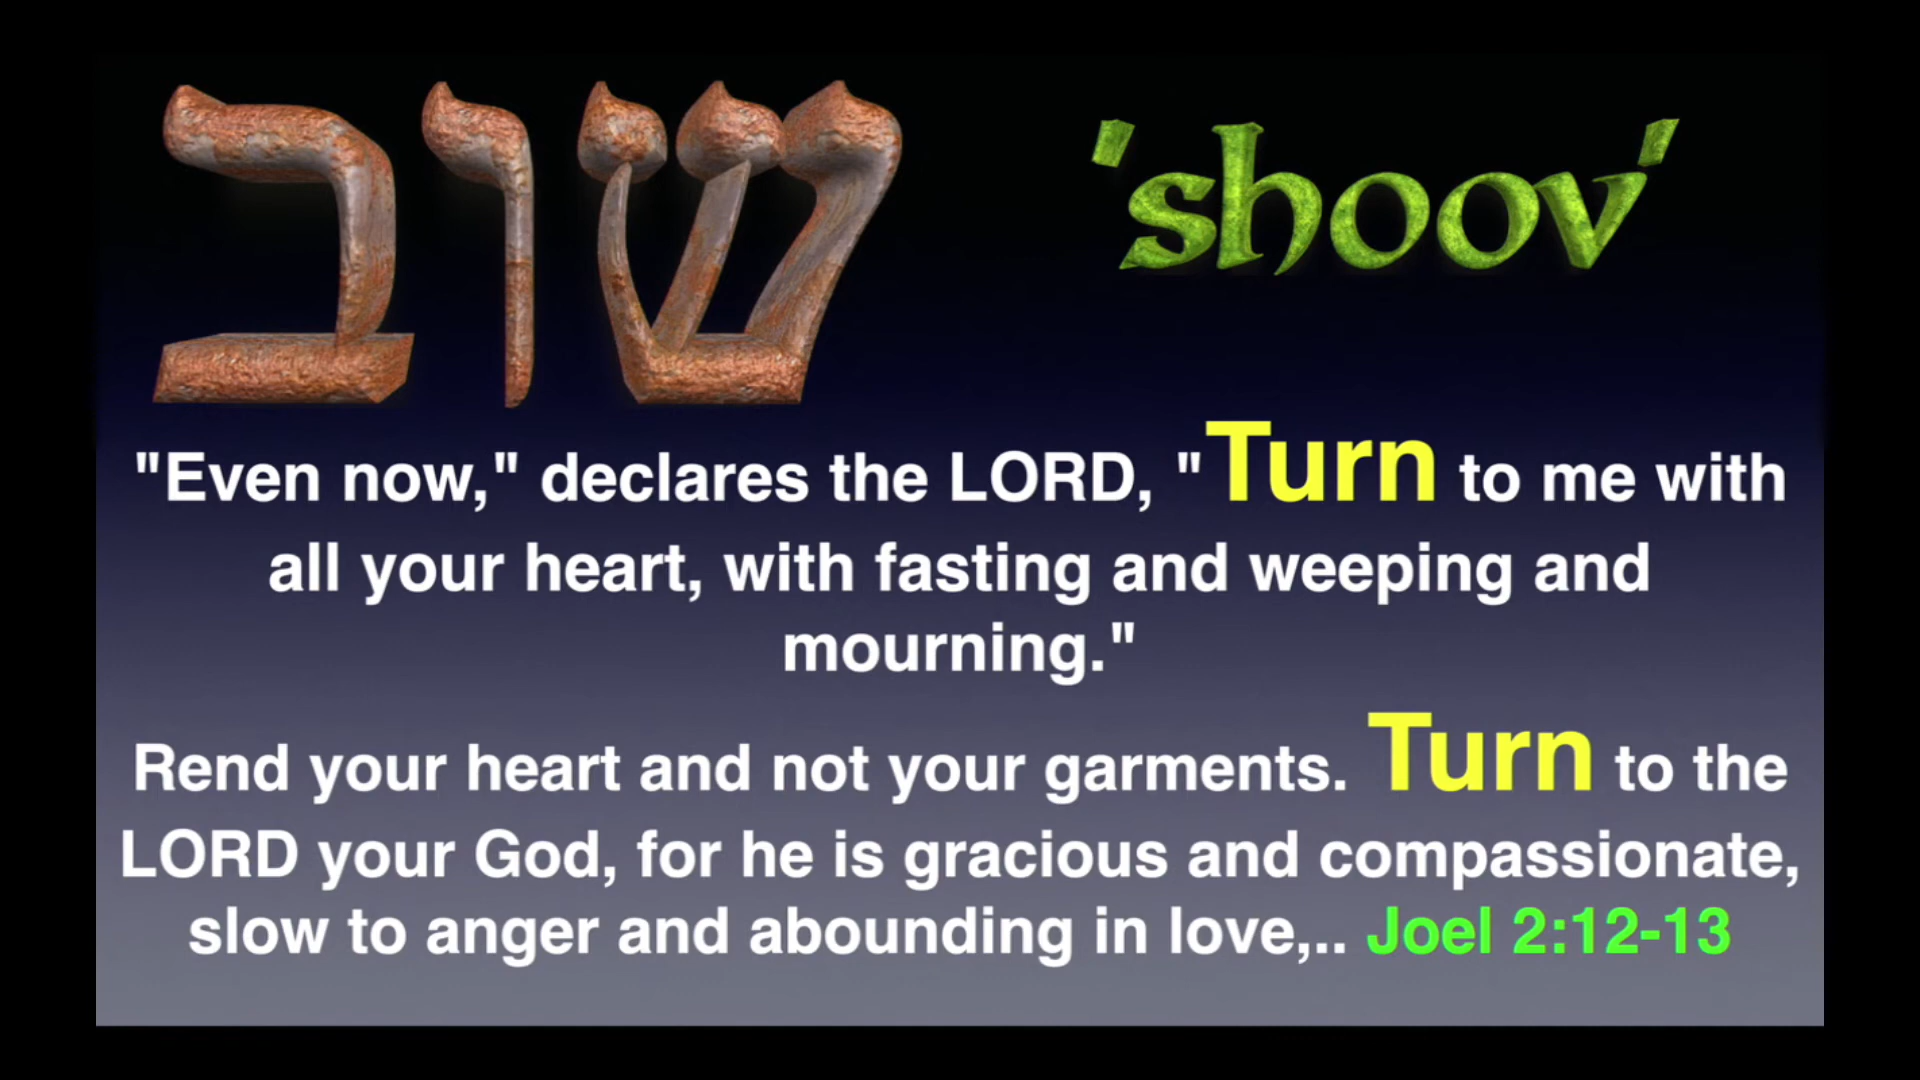 שוב
'shoov'
"Even now," declares the LORD, "Turn to me with
all your heart, with fasting and weeping and
mourning."
Rend your heart and not your garments. Turn to the
LORD your God, for he is gracious and compassionate,
slow to anger and abounding in love,.. Joel 2:12-13